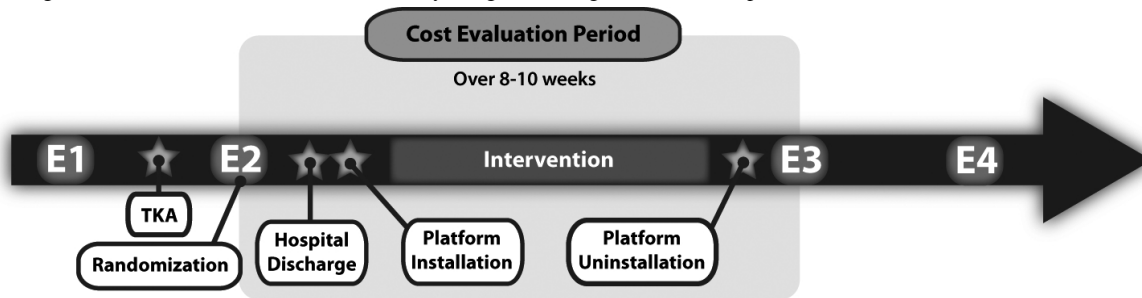 Cost Evaluation Period
Over 8-10 weeks
E1
E2
Intervention
E3
E4
TKA
Randomization
Hospital
Discharge
Platform
Installation
Platform
Uninstallation